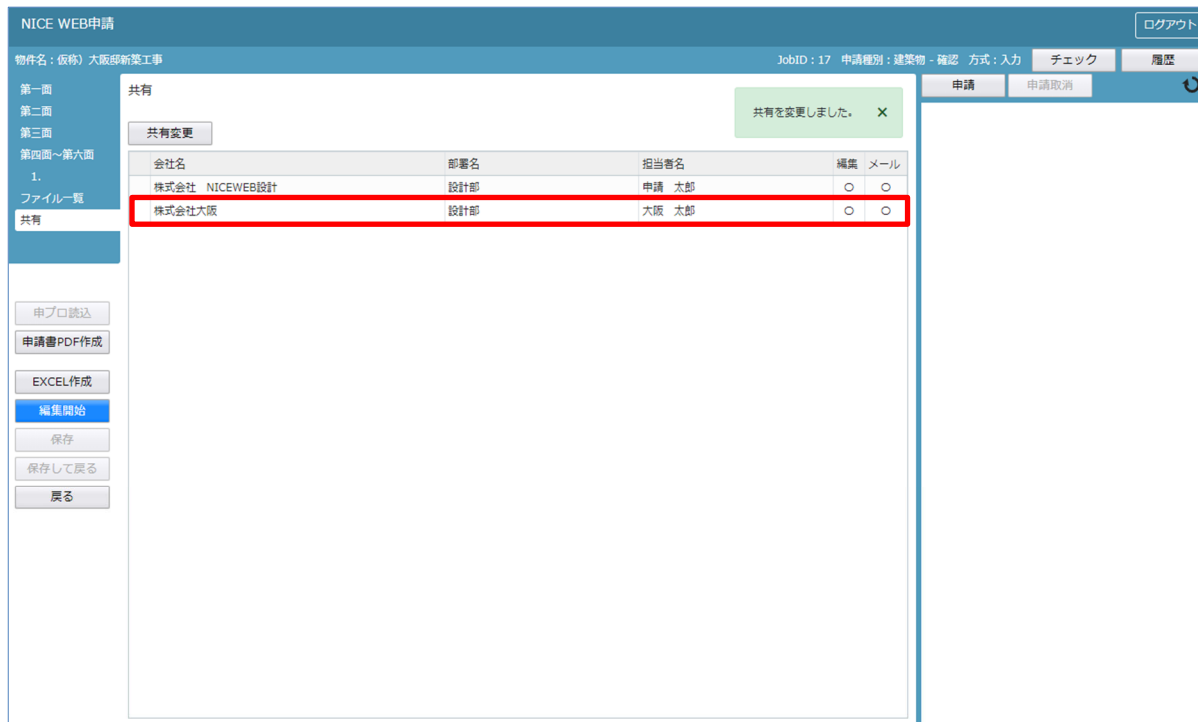 NICE WEB申請
ログアウト
物件名：仮称）大阪邸新築工事
JobID：17 申請種別：建築物 - 確認 方式：入力
チェック
履歴
第一面
第二面
第三面
第四面～第六面
1.
ファイル一覧
共有
申プロ読込
申請書PDF作成
EXCEL作成
編集開始
保存
保存して戻る
戻る
共有
共有変更
共有を変更しました。 ×
会社名 部署名 担当者名 編集 メール
株式会社　NICEWEB設計 設計部 申請　太郎 ○ ○
株式会社大阪 設計部 大阪　太郎 ○ ○
申請
申請取消